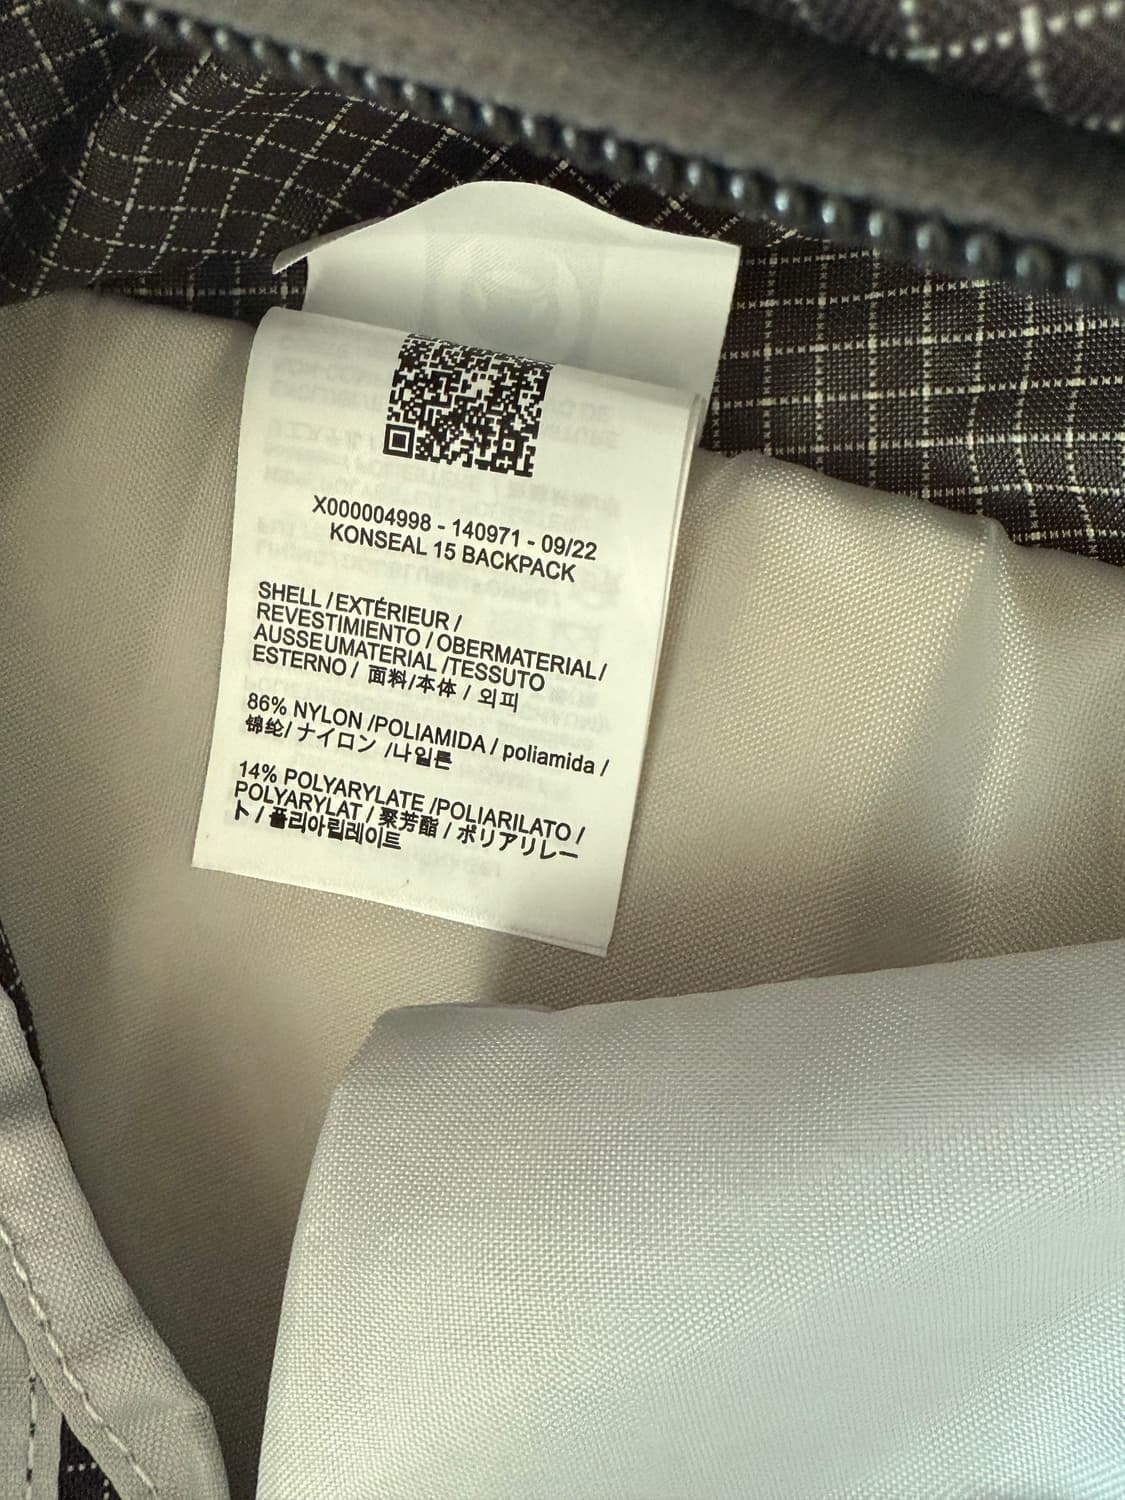 X000004998 - 140971 - 09/22
KONSEAL 15 BACKPACK
SHELL / EXTÉRIEUR /
REVESTIMIENTO / OBERMATERIAL /
AUSSEUMATERIAL /TESSUTO
ESTERNO / 面料/本体 / 외피
86% NYLON /POLIAMIDA / poliamida /
锦纶/ ナイロン /나일론
14% POLYARYLATE /POLIARILATO /
POLYARYLAT / 聚芳酯 / ポリアリレー
ト / 폴리아릴레이트